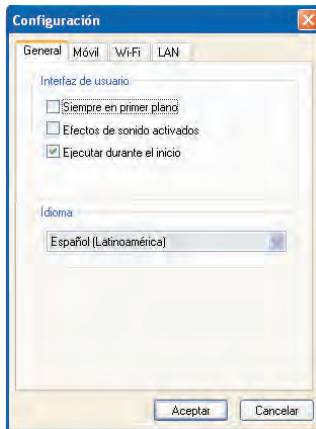 Configuración
General Móvil Wi-Fi LAN
Interfaz de usuario
Siempre en primer plano
Efectos de sonido activados
Ejecutar durante el inicio
Idioma
Español (Latinoamérica)
Aceptar Cancelar